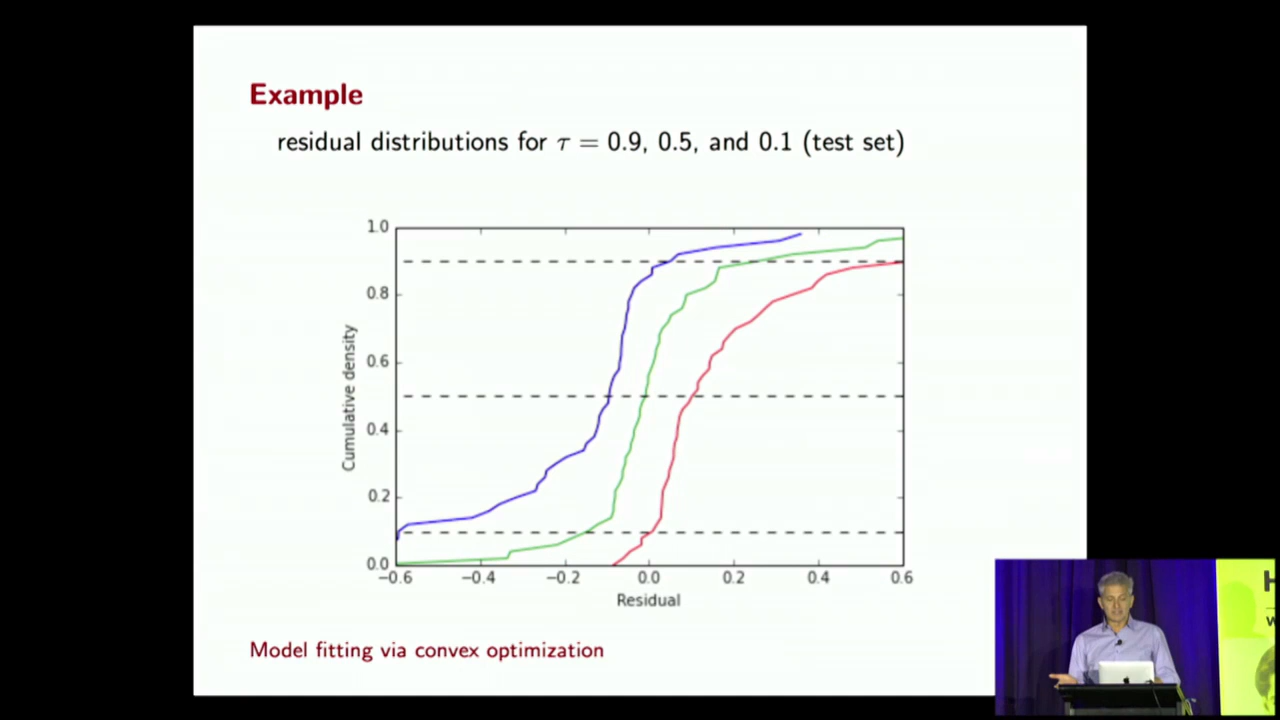 Example
residual distributions for τ = 0.9, 0.5, and 0.1 (test set)
1.0
0.8
0.6
0.4
0.2
0.0
Cumulative density
−0.6 −0.4 −0.2 0.0 0.2 0.4 0.6
Residual
Model fitting via convex optimization
H
W